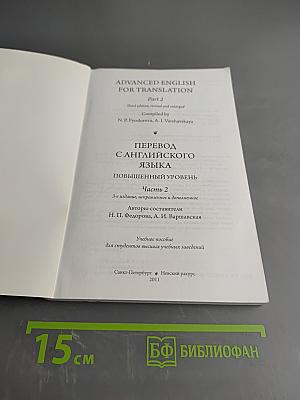 ADVANCED ENGLISH
FOR TRANSLATION
Part 2
Third edition, revised and enlarged
Compiled by
N. P. Fyodorova, A. I. Varshavskaya
ПЕРЕВОД
С АНГЛИЙСКОГО
ЯЗЫКА
ПОВЫШЕННЫЙ УРОВЕНЬ
Часть 2
3-е издание, исправленное и дополненное
Авторы-составители
Н. П. Федорова, А. И. Варшавская
Учебное пособие
для студентов высших учебных заведений
Санкт-Петербург • Невский ракурс
2011
15 СМ
БФ БИБЛИОФАН